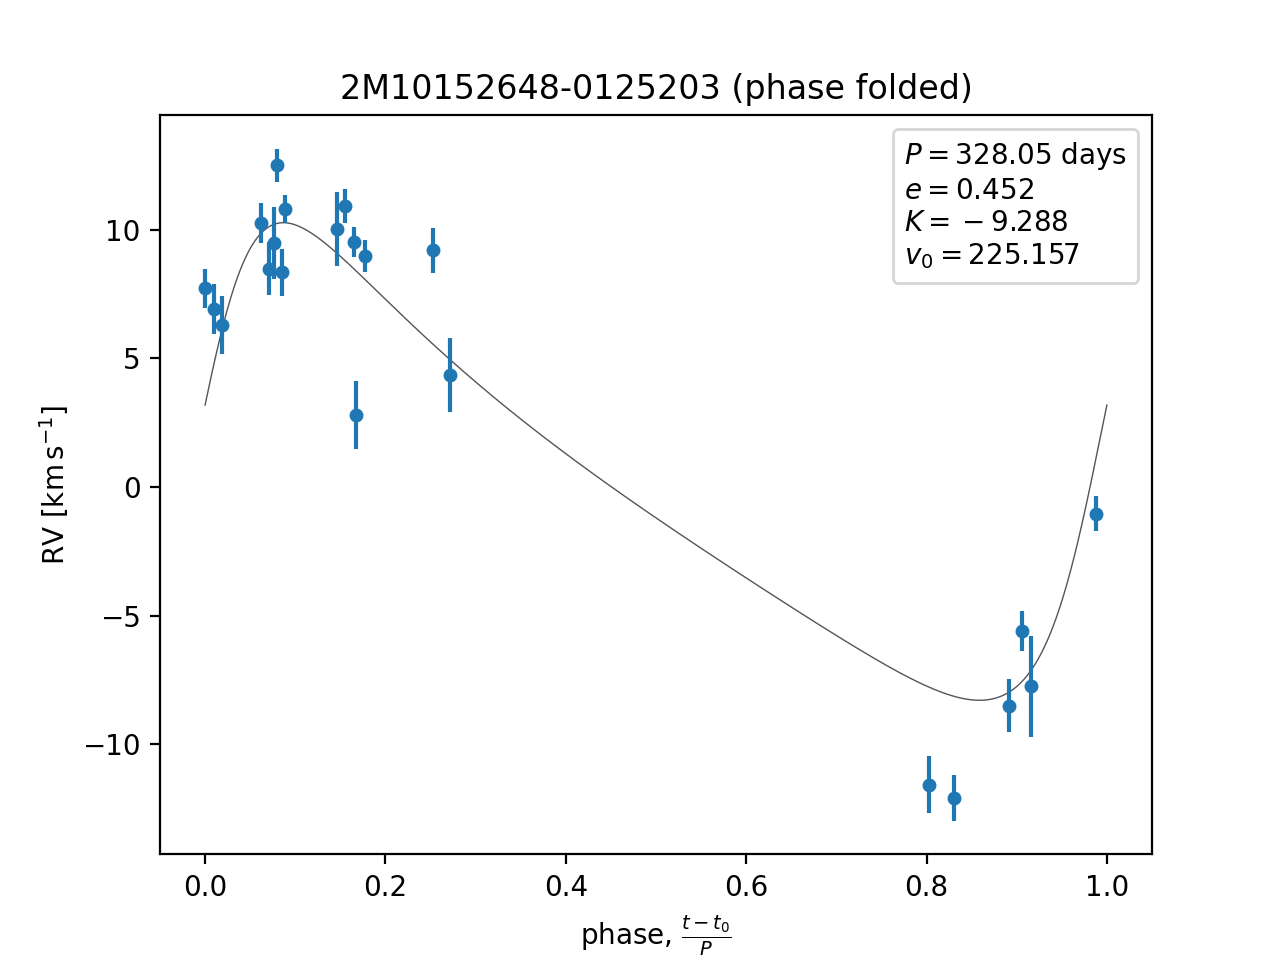 2M10152648-0125203 (phase folded)
P = 328.05 days
e = 0.452
K = −9.288
v₀ = 225.157
10
5
0
−5
−10
RV [km s⁻¹]
0.0 0.2 0.4 0.6 0.8 1.0
phase, (t − t₀)/P